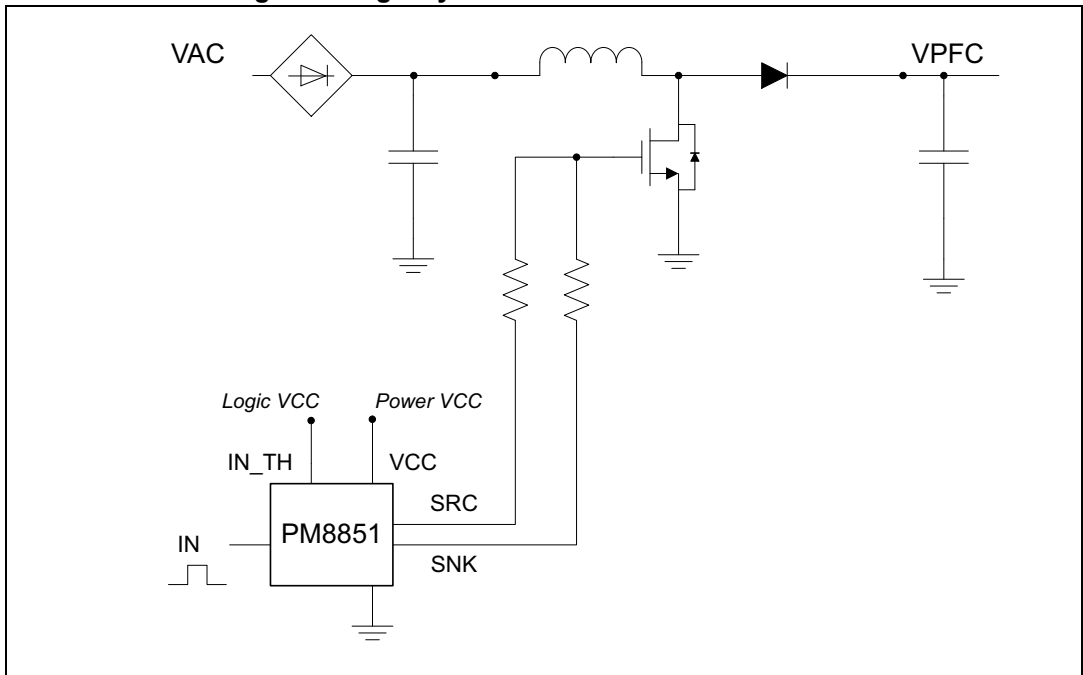 VAC
VPFC
Logic VCC
Power VCC
IN_TH
VCC
SRC
PM8851
IN
SNK